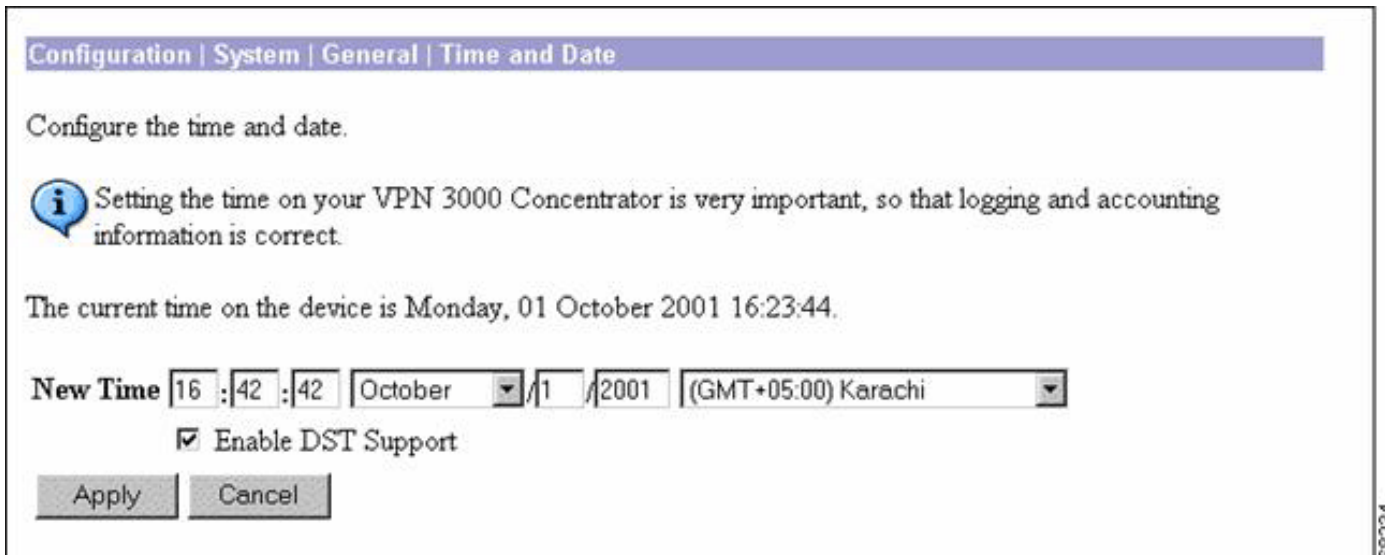 Configuration | System | General | Time and Date
Configure the time and date.
Setting the time on your VPN 3000 Concentrator is very important, so that logging and accounting
information is correct.
The current time on the device is Monday, 01 October 2001 16:23:44.
New Time 16 : 42 : 42 October / 1 / 2001 (GMT+05:00) Karachi
Enable DST Support
Apply Cancel